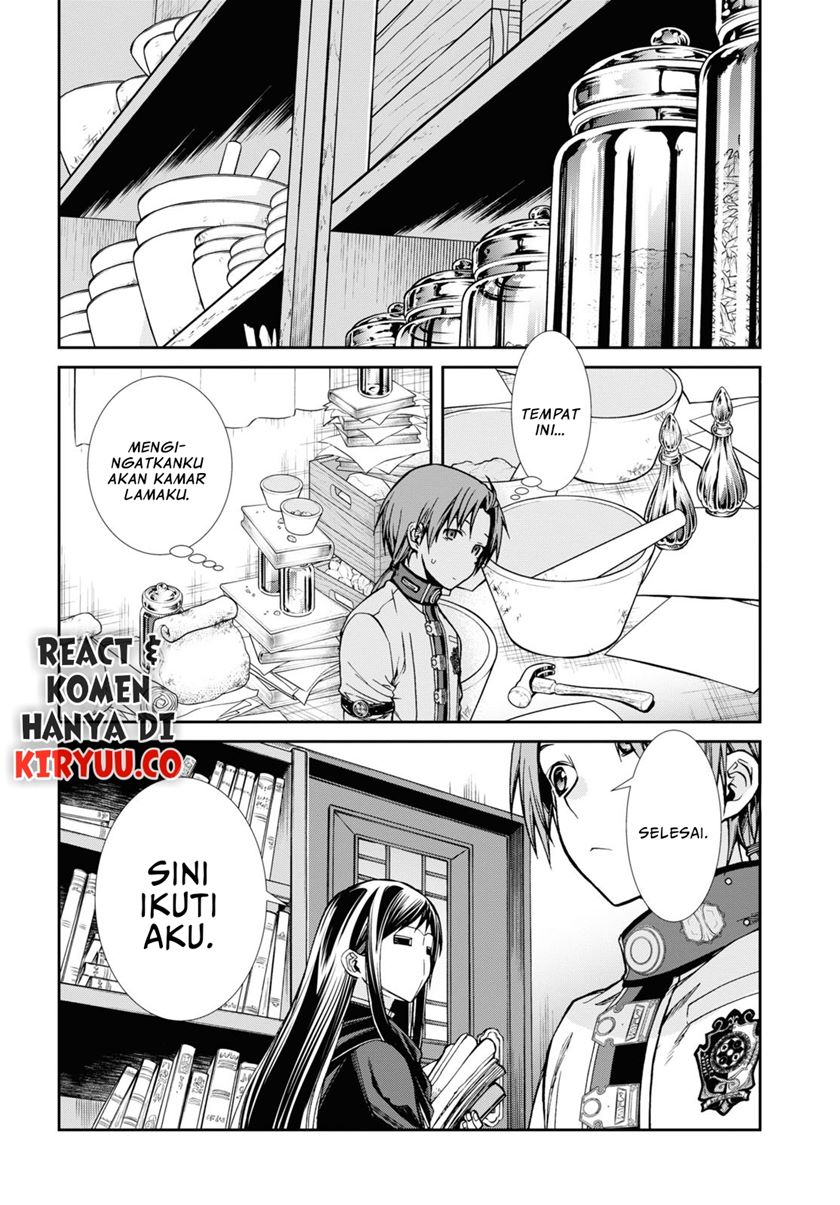 TEMPAT
INI...
MENGI-
NGATKANKU
AKAN KAMAR
LAMAKU.
REACT &
KOMEN
HANYA DI
KIRYUU.CO
SELESAI.
SINI
IKUTI
AKU.